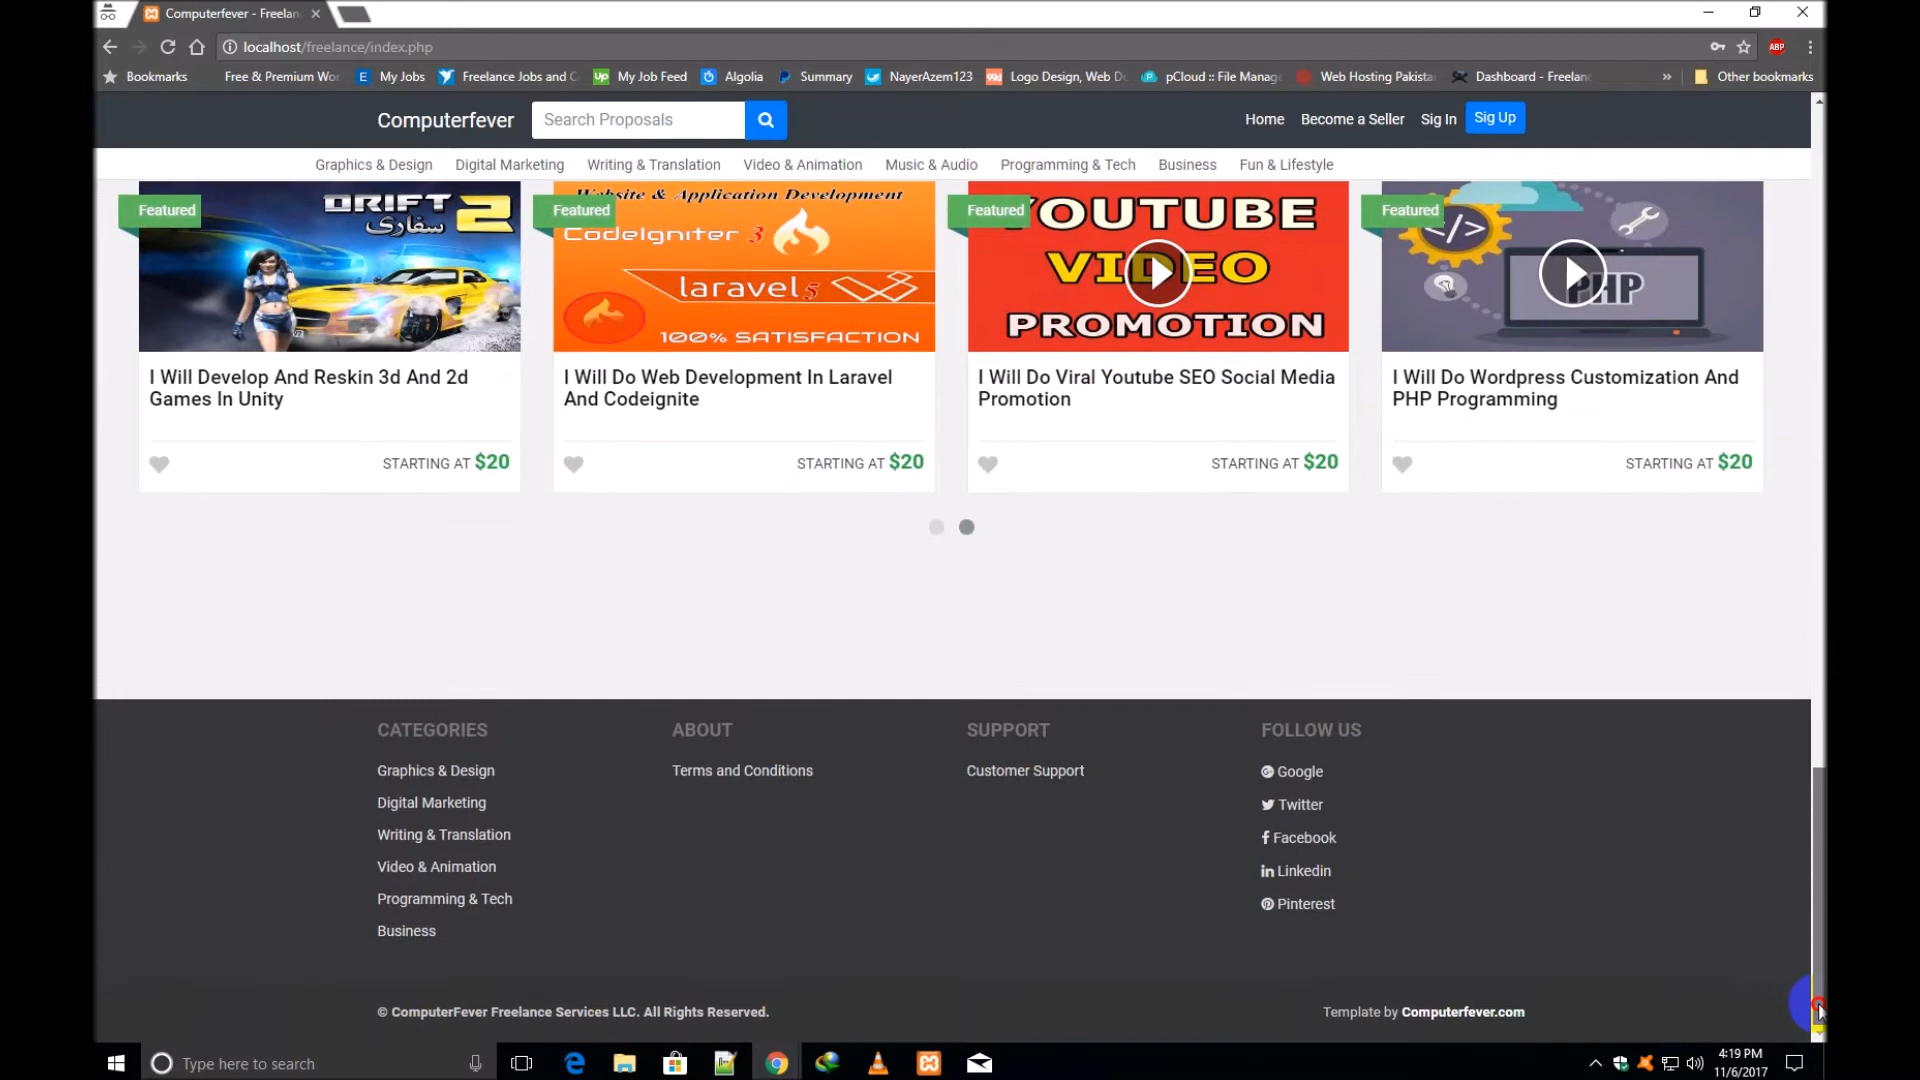 Computerfever - Freelan
localhost/freelance/index.php
ABP
Bookmarks
Free & Premium Wor
E My Jobs
Freelance Jobs and C
Up My Job Feed
Algolia
Summary
NayerAzem123
99d Logo Design, Web D
pCloud :: File Manag
Web Hosting Pakista
Dashboard - Freelanc
»
Other bookmarks
Computerfever
Search Proposals
Home
Become a Seller
Sign In
Sig Up
Graphics & Design
Digital Marketing
Writing & Translation
Video & Animation
Music & Audio
Programming & Tech
Business
Fun & Lifestyle
Featured
DRIFT 2
سفاری
Featured
Website & Application Development
CodeIgniter 3
laravel 5
100% SATISFACTION
Featured
YOUTUBE
VIDEO
PROMOTION
Featured
</>
PHP
I Will Develop And Reskin 3d And 2d
Games In Unity
STARTING AT $20
I Will Do Web Development In Laravel
And Codeignite
STARTING AT $20
I Will Do Viral Youtube SEO Social Media
Promotion
STARTING AT $20
I Will Do Wordpress Customization And
PHP Programming
STARTING AT $20
CATEGORIES
Graphics & Design
Digital Marketing
Writing & Translation
Video & Animation
Programming & Tech
Business
ABOUT
Terms and Conditions
SUPPORT
Customer Support
FOLLOW US
Google
Twitter
Facebook
Linkedin
Pinterest
© ComputerFever Freelance Services LLC. All Rights Reserved.
Template by Computerfever.com
Type here to search
4:19 PM
11/6/2017